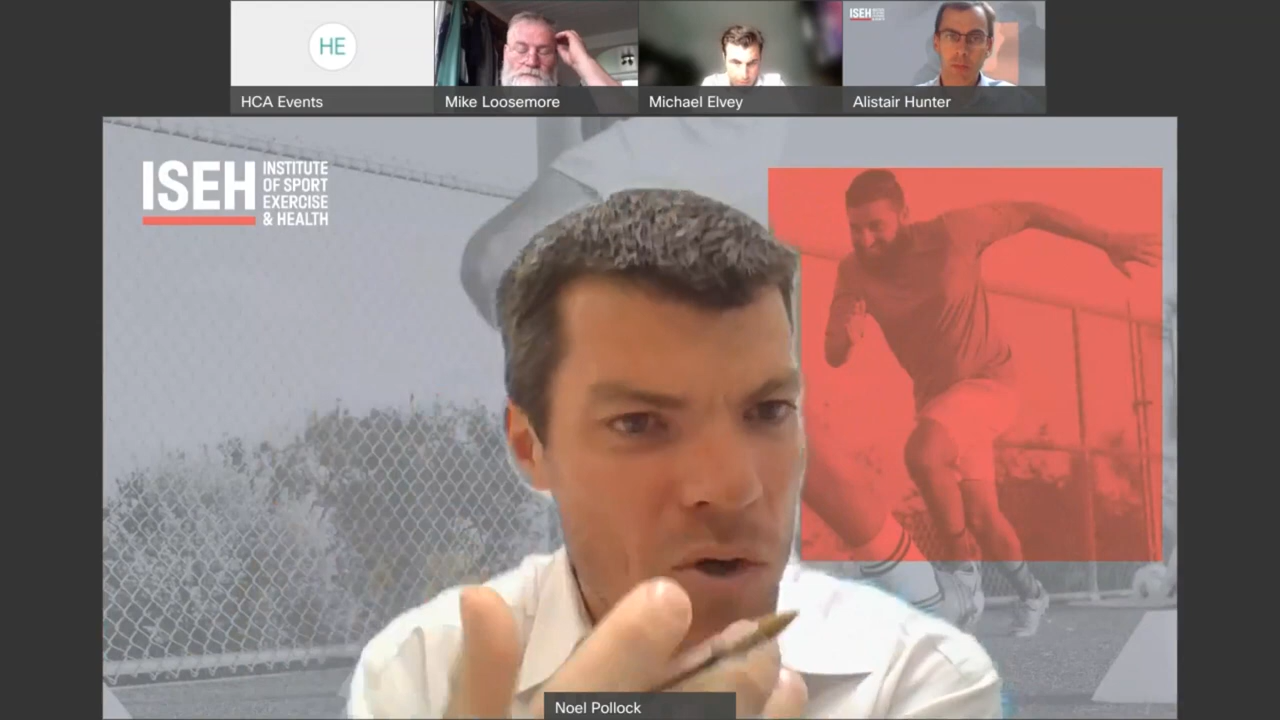 HE
HCA Events
Mike Loosemore
Michael Elvey
ISEH
Alistair Hunter
ISEH
INSTITUTE
OF SPORT
EXERCISE
& HEALTH
Noel Pollock